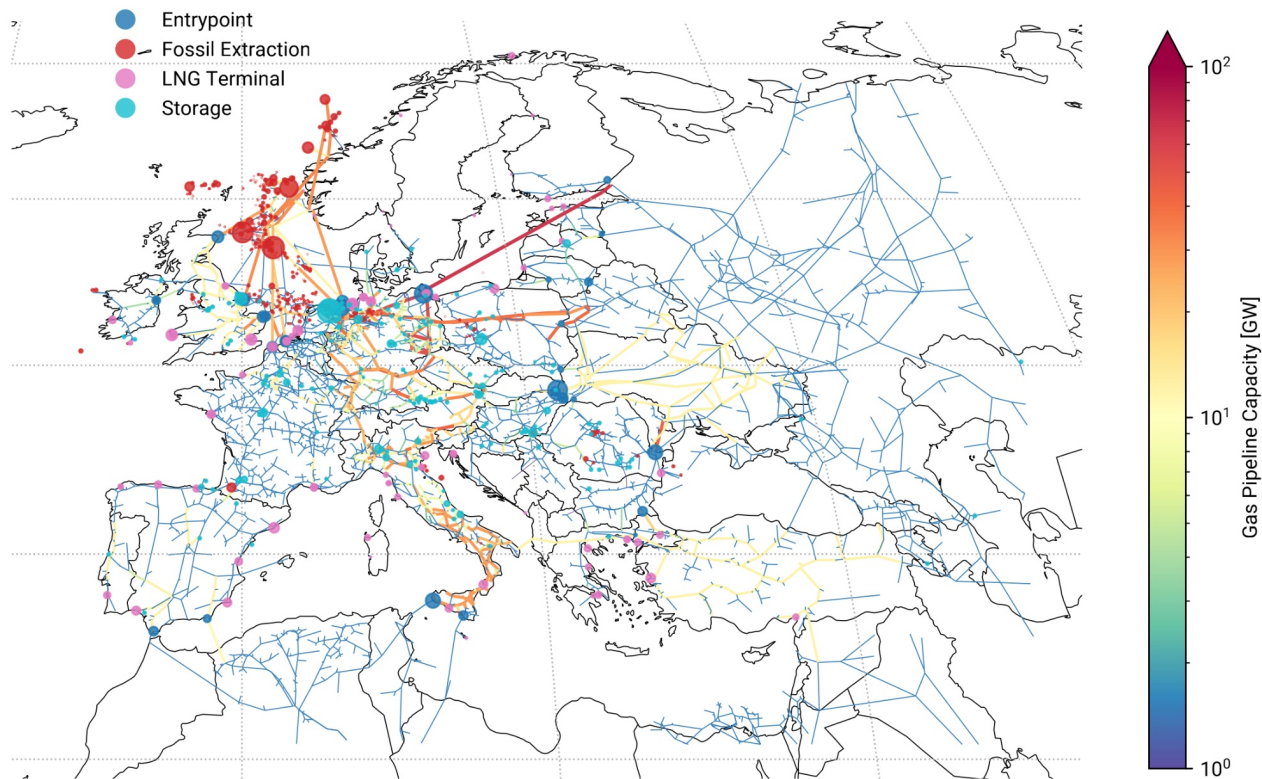 Entrypoint
Fossil Extraction
LNG Terminal
Storage
10²
10¹
10⁰
Gas Pipeline Capacity [GW]